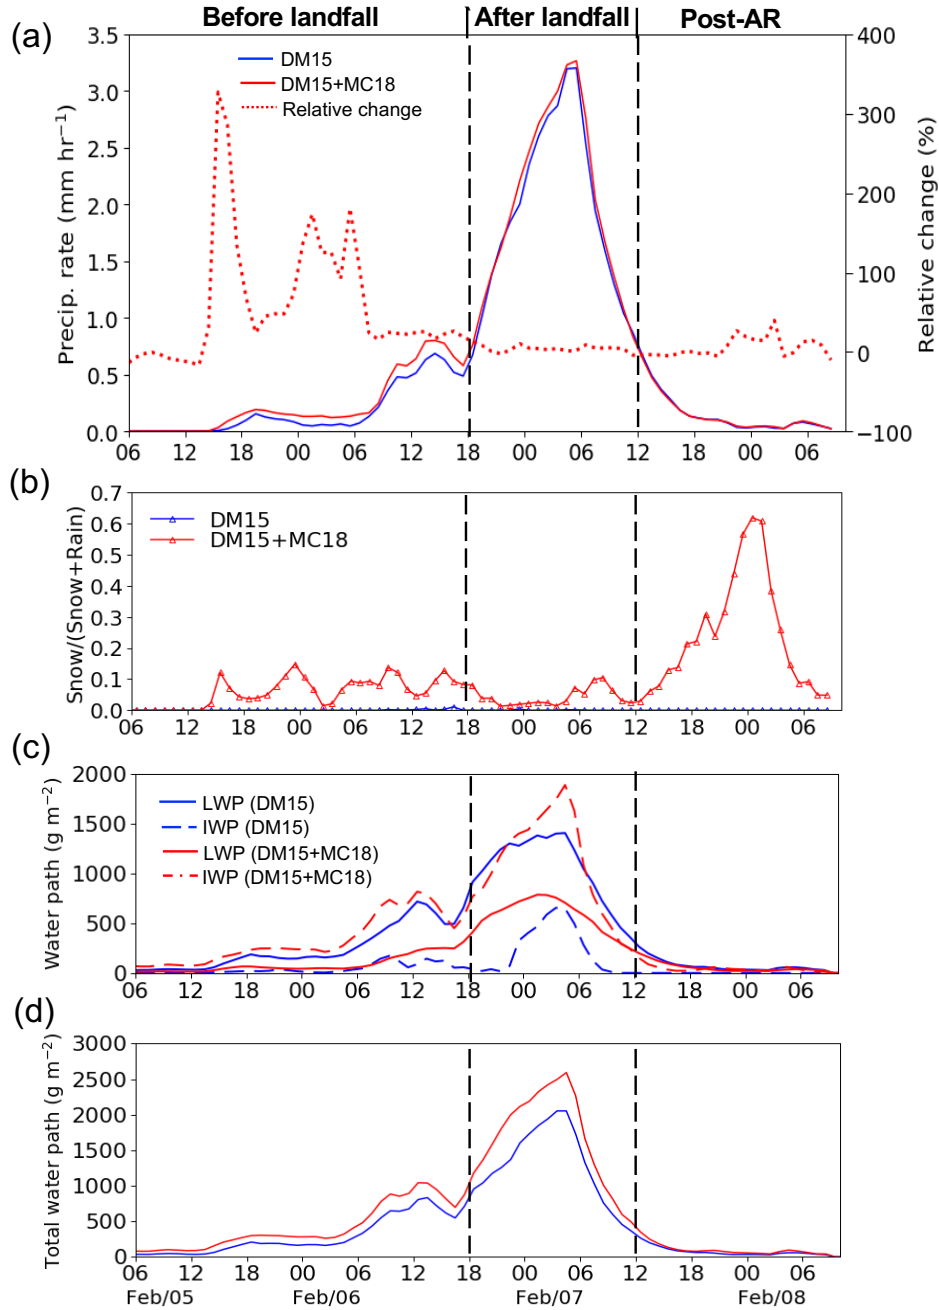 Before landfall
After landfall
Post-AR
(a)
3.5
3.0
2.5
2.0
1.5
1.0
0.5
0.0
Precip. rate (mm hr⁻¹)
DM15
DM15+MC18
Relative change
400
300
200
100
0
−100
Relative change (%)
06 12 18 00 06 12 18 00 06 12 18 00 06
(b)
0.7
0.6
0.5
0.4
0.3
0.2
0.1
0.0
Snow/(Snow+Rain)
DM15
DM15+MC18
06 12 18 00 06 12 18 00 06 12 18 00 06
(c)
2000
1500
1000
500
0
Water path (g m⁻²)
LWP (DM15)
IWP (DM15)
LWP (DM15+MC18)
IWP (DM15+MC18)
06 12 18 00 06 12 18 00 06 12 18 00 06
(d)
3000
2500
2000
1500
1000
500
0
Total water path (g m⁻²)
06 12 18 00 06 12 18 00 06 12 18 00 06
Feb/05 Feb/06 Feb/07 Feb/08